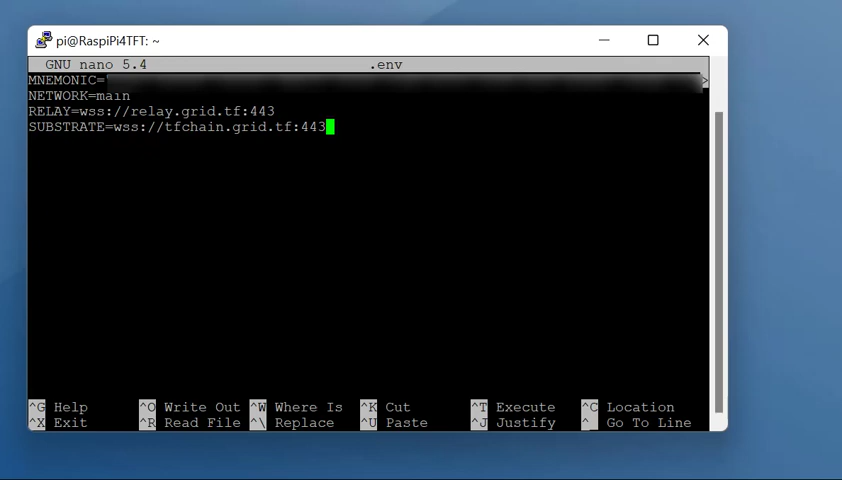 pi@RaspiPi4TFT: ~
GNU nano 5.4 .env
MNEMONIC=
NETWORK=main
RELAY=wss://relay.grid.tf:443
SUBSTRATE=wss://tfchain.grid.tf:443
^G Help ^O Write Out ^W Where Is ^K Cut ^T Execute ^C Location
^X Exit ^R Read File ^\ Replace ^U Paste ^J Justify ^_ Go To Line